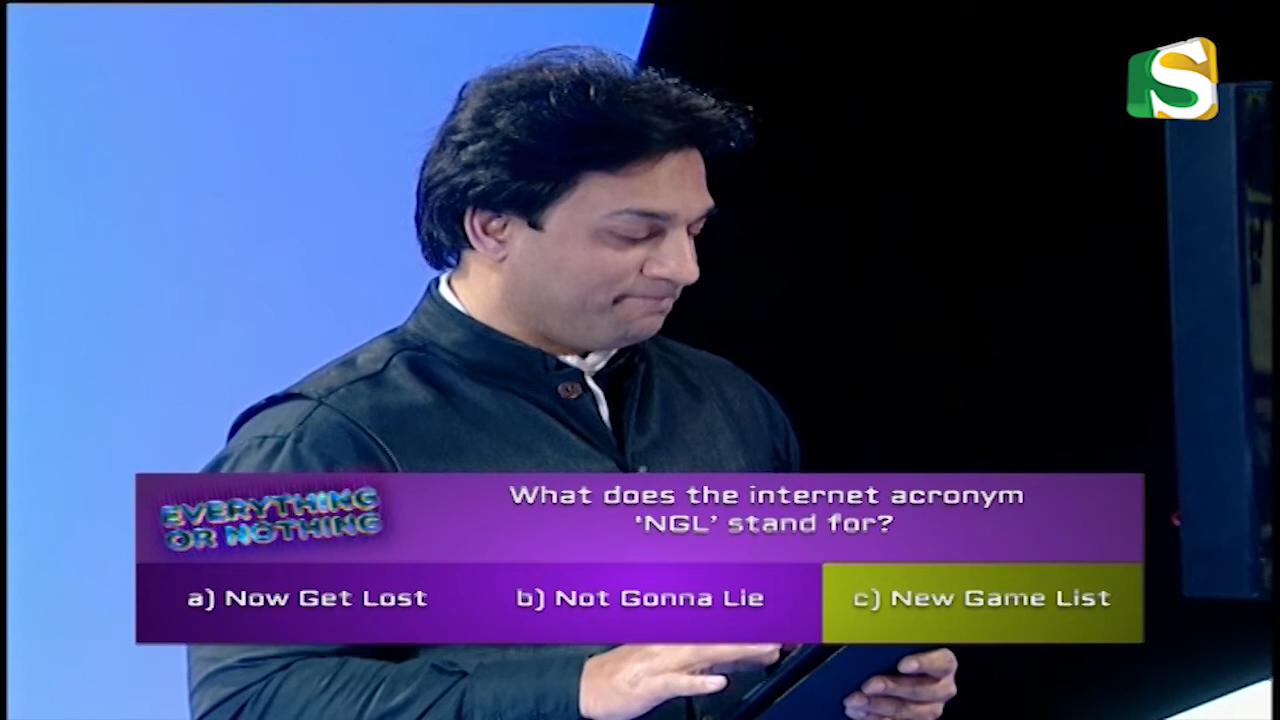 S
EVERYTHING
OR NOTHING
What does the internet acronym
‘NGL’ stand for?
a) Now Get Lost
b) Not Gonna Lie
c) New Game List